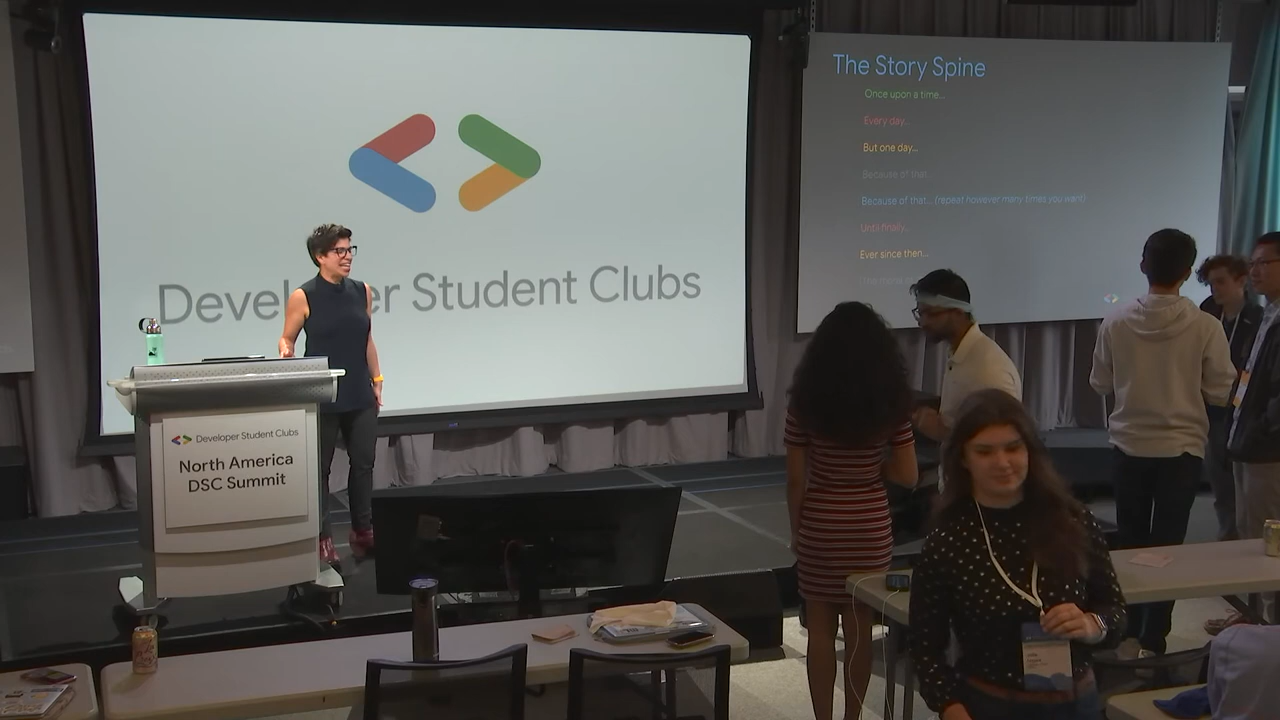 Developer Student Clubs
The Story Spine
Once upon a time...
Every day...
But one day...
Because of that...
Because of that... (repeat however many times you want)
Until finally...
Ever since then...
Developer Student Clubs
North America
DSC Summit